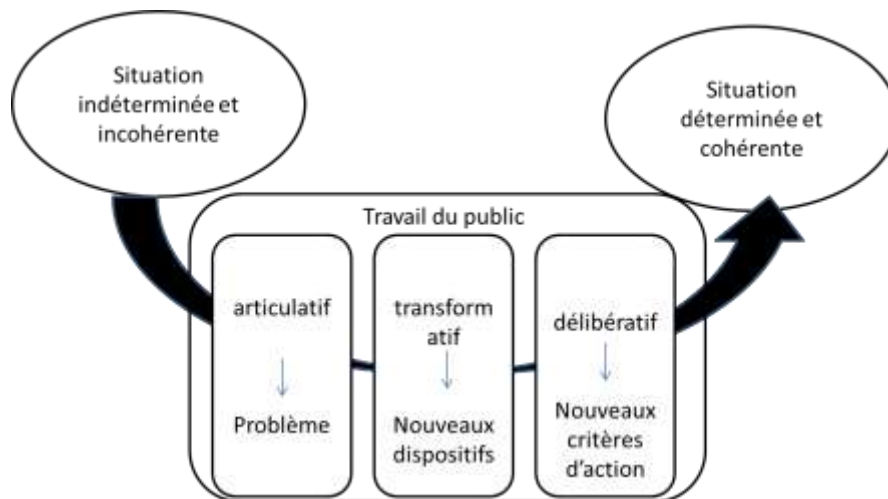 Situation
indéterminée et
incohérente
Situation
déterminée et
cohérente
Travail du public
articulatif
Problème
transform
atif
Nouveaux
dispositifs
délibératif
Nouveaux
critères
d'action